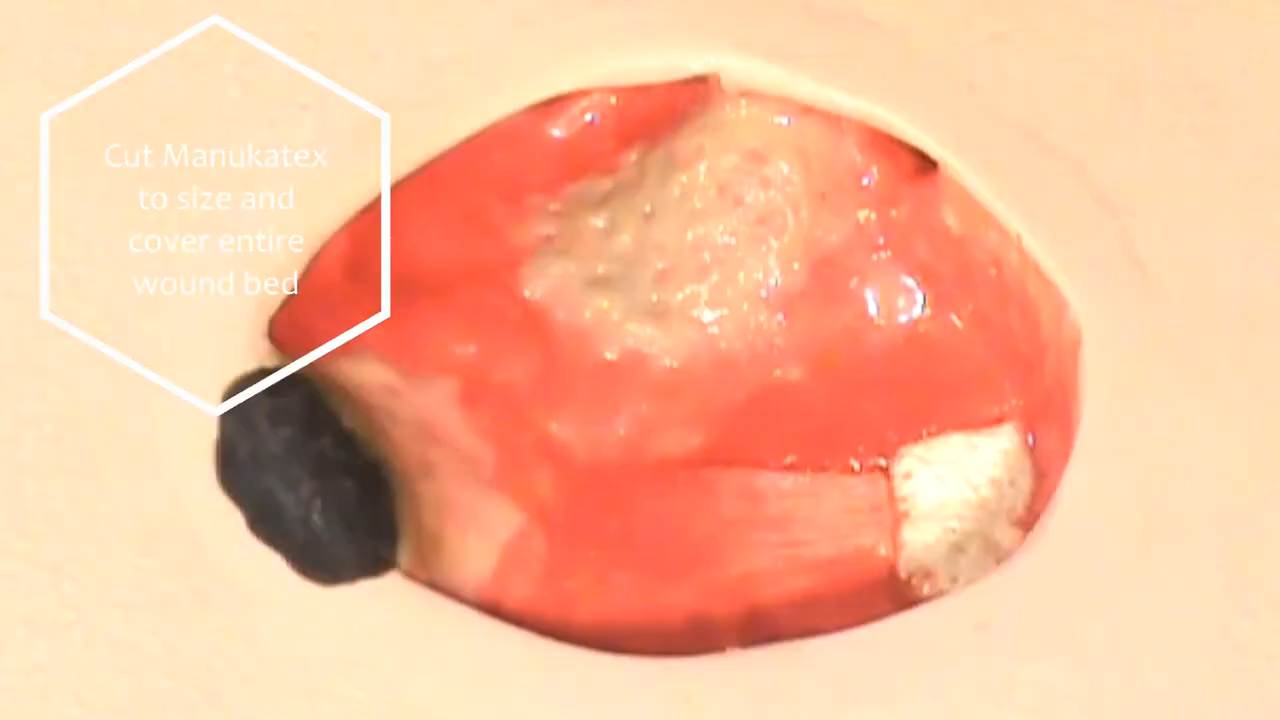 Cut Manukatex
to size and
cover entire
wound bed